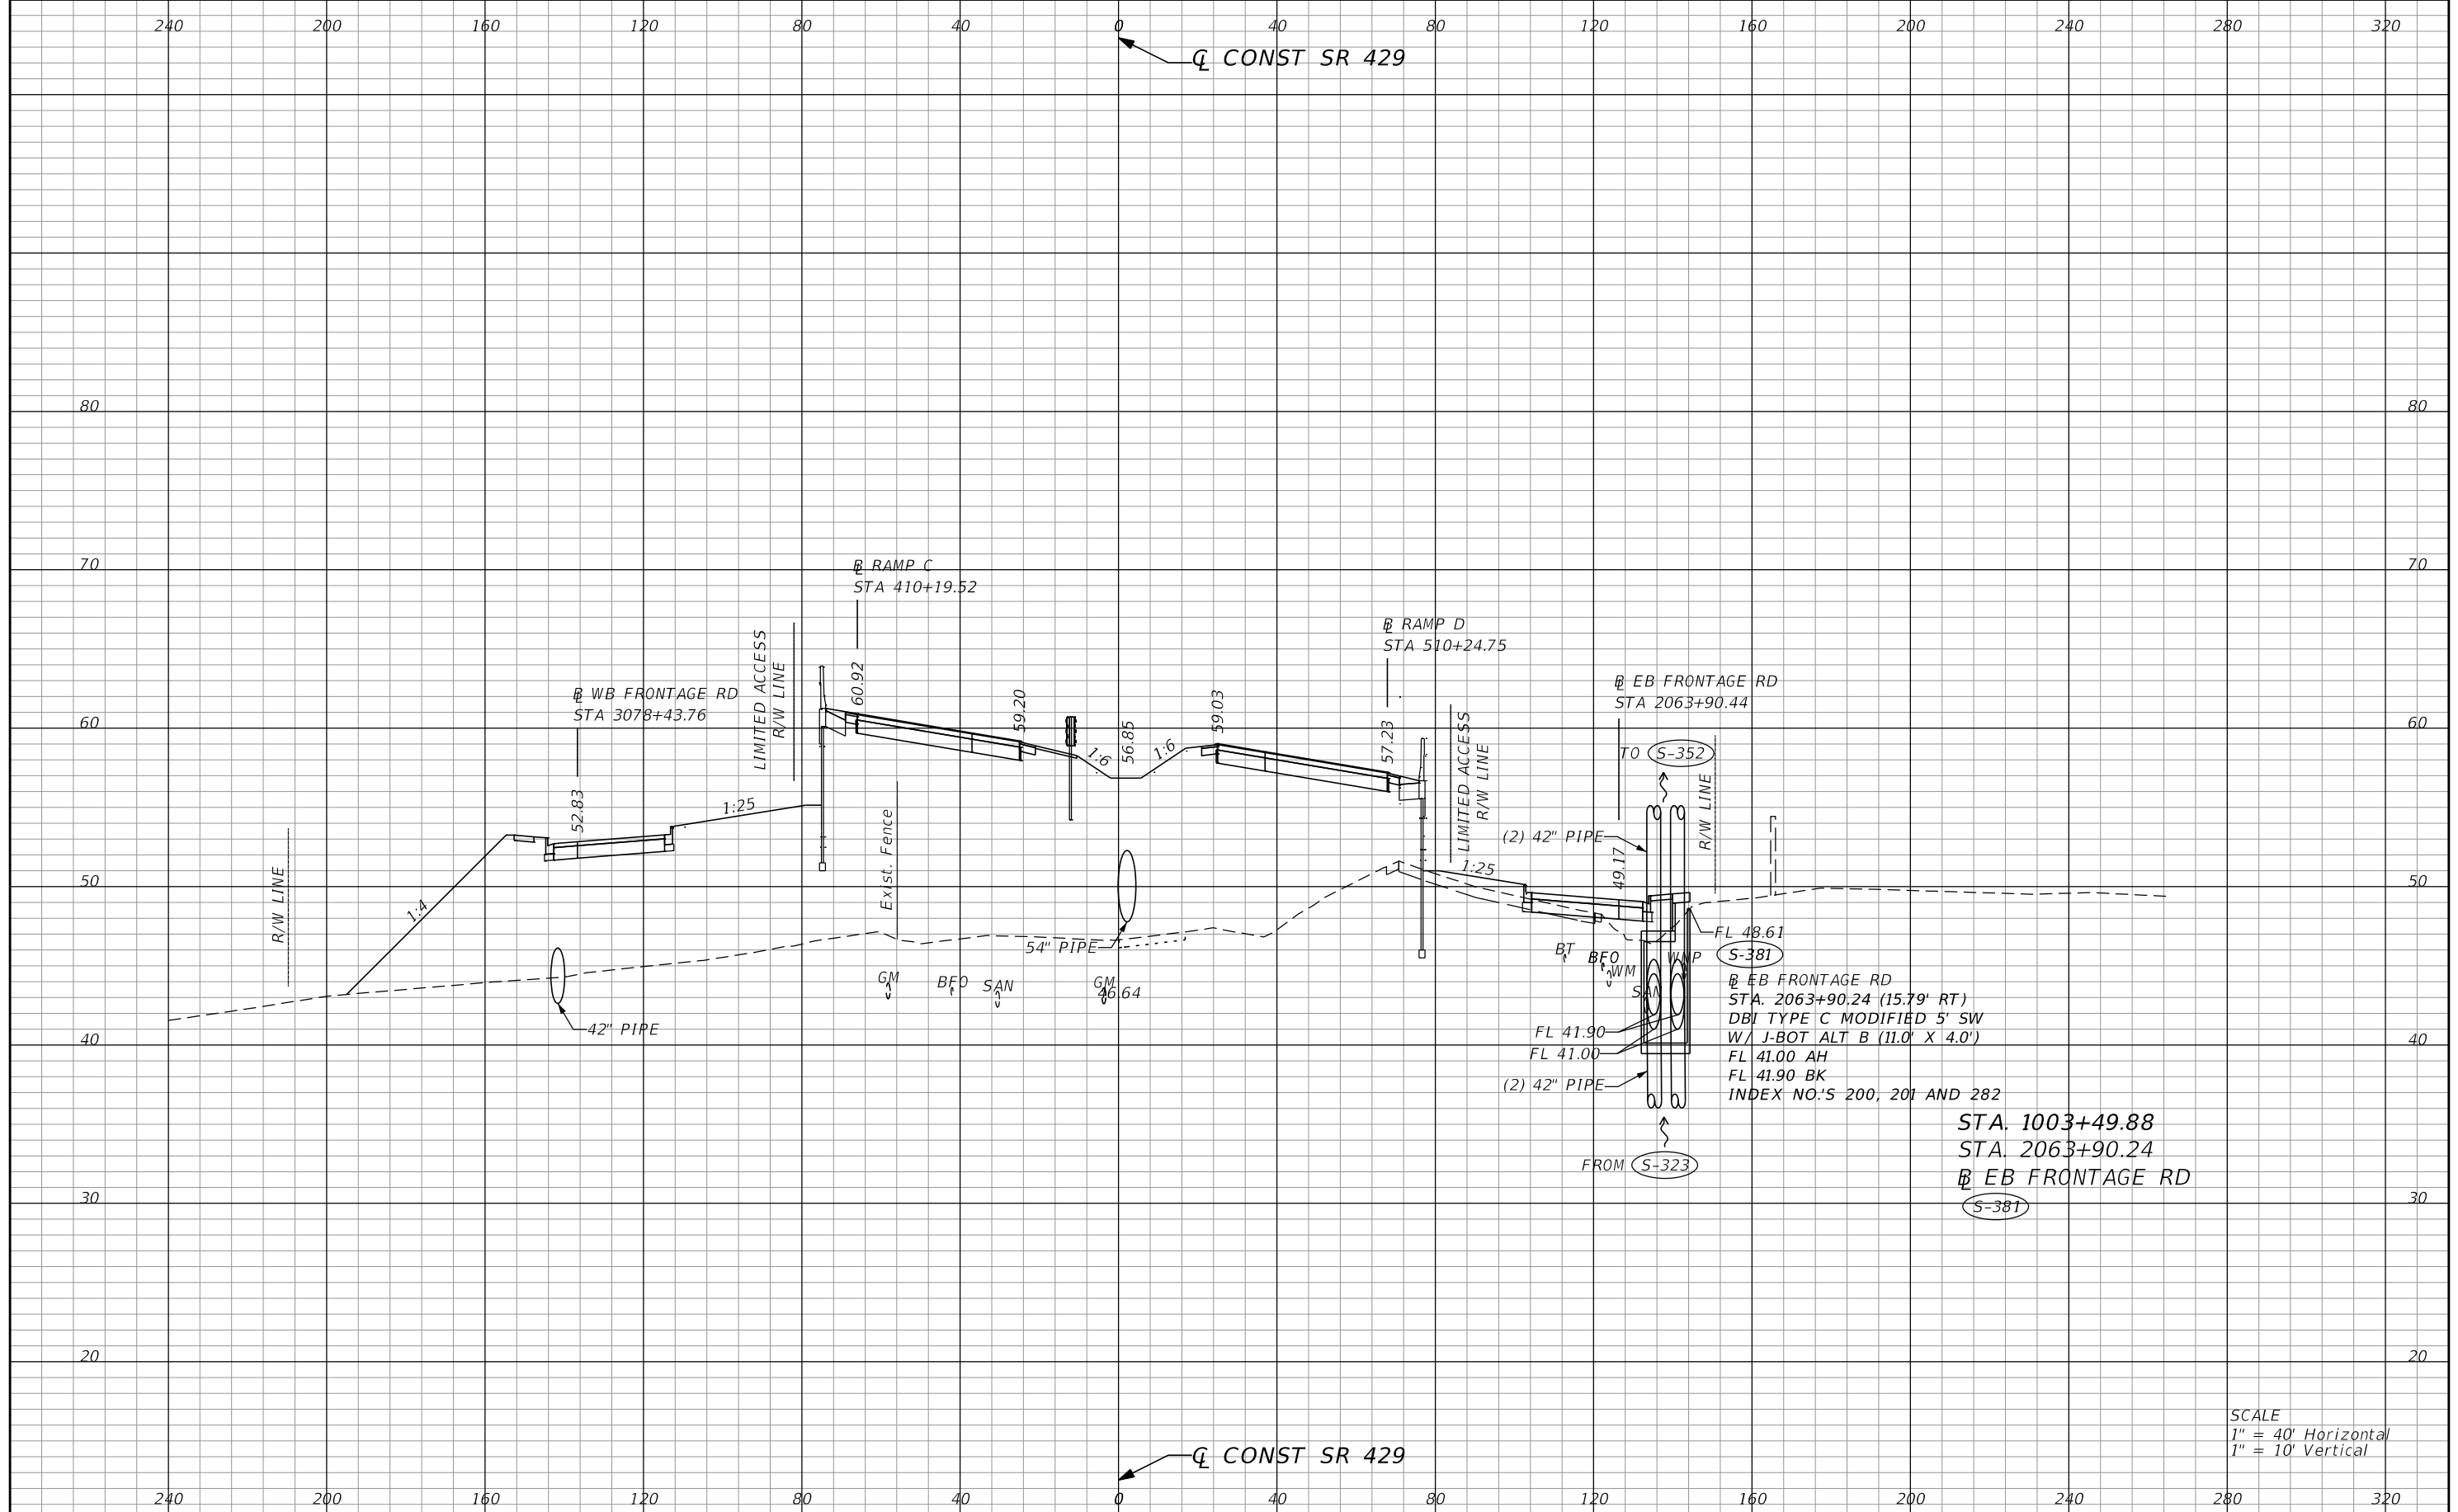 240 200 160 120 80 40 0 40 80 120 160 200 240 280 320
℄ CONST SR 429
80 80
70 70
℄ RAMP C
STA 410+19.52
BL RAMP D
STA 510+24.75
BL WB FRONTAGE RD
STA 3078+43.76
BL EB FRONTAGE RD
STA 2063+90.44
60 60
LIMITED ACCESS
R/W LINE
60.92
59.20
56.85
59.03
57.23
LIMITED ACCESS
R/W LINE
52.83
1:25
1:6
1:6
TO S-352
R/W LINE
(2) 42" PIPE
49.17
1:25
50 50
R/W LINE
1:4
Exist. Fence
54" PIPE
FL 48.61
S-381
BT
BFO
WM
WMP
SAN
GM
BFO
SAN
GM
46.64
BL EB FRONTAGE RD
STA. 2063+90.24 (15.79' RT)
DBI TYPE C MODIFIED 5' SW
W/ J-BOT ALT B (11.0' X 4.0')
FL 41.00 AH
FL 41.90 BK
INDEX NO.'S 200, 201 AND 282
42" PIPE
FL 41.90
FL 41.00
40 40
(2) 42" PIPE
FROM S-323
STA. 1003+49.88
STA. 2063+90.24
BL EB FRONTAGE RD
S-381
30 30
20 20
SCALE
1" = 40' Horizontal
1" = 10' Vertical
℄ CONST SR 429
240 200 160 120 80 40 0 40 80 120 160 200 240 280 320